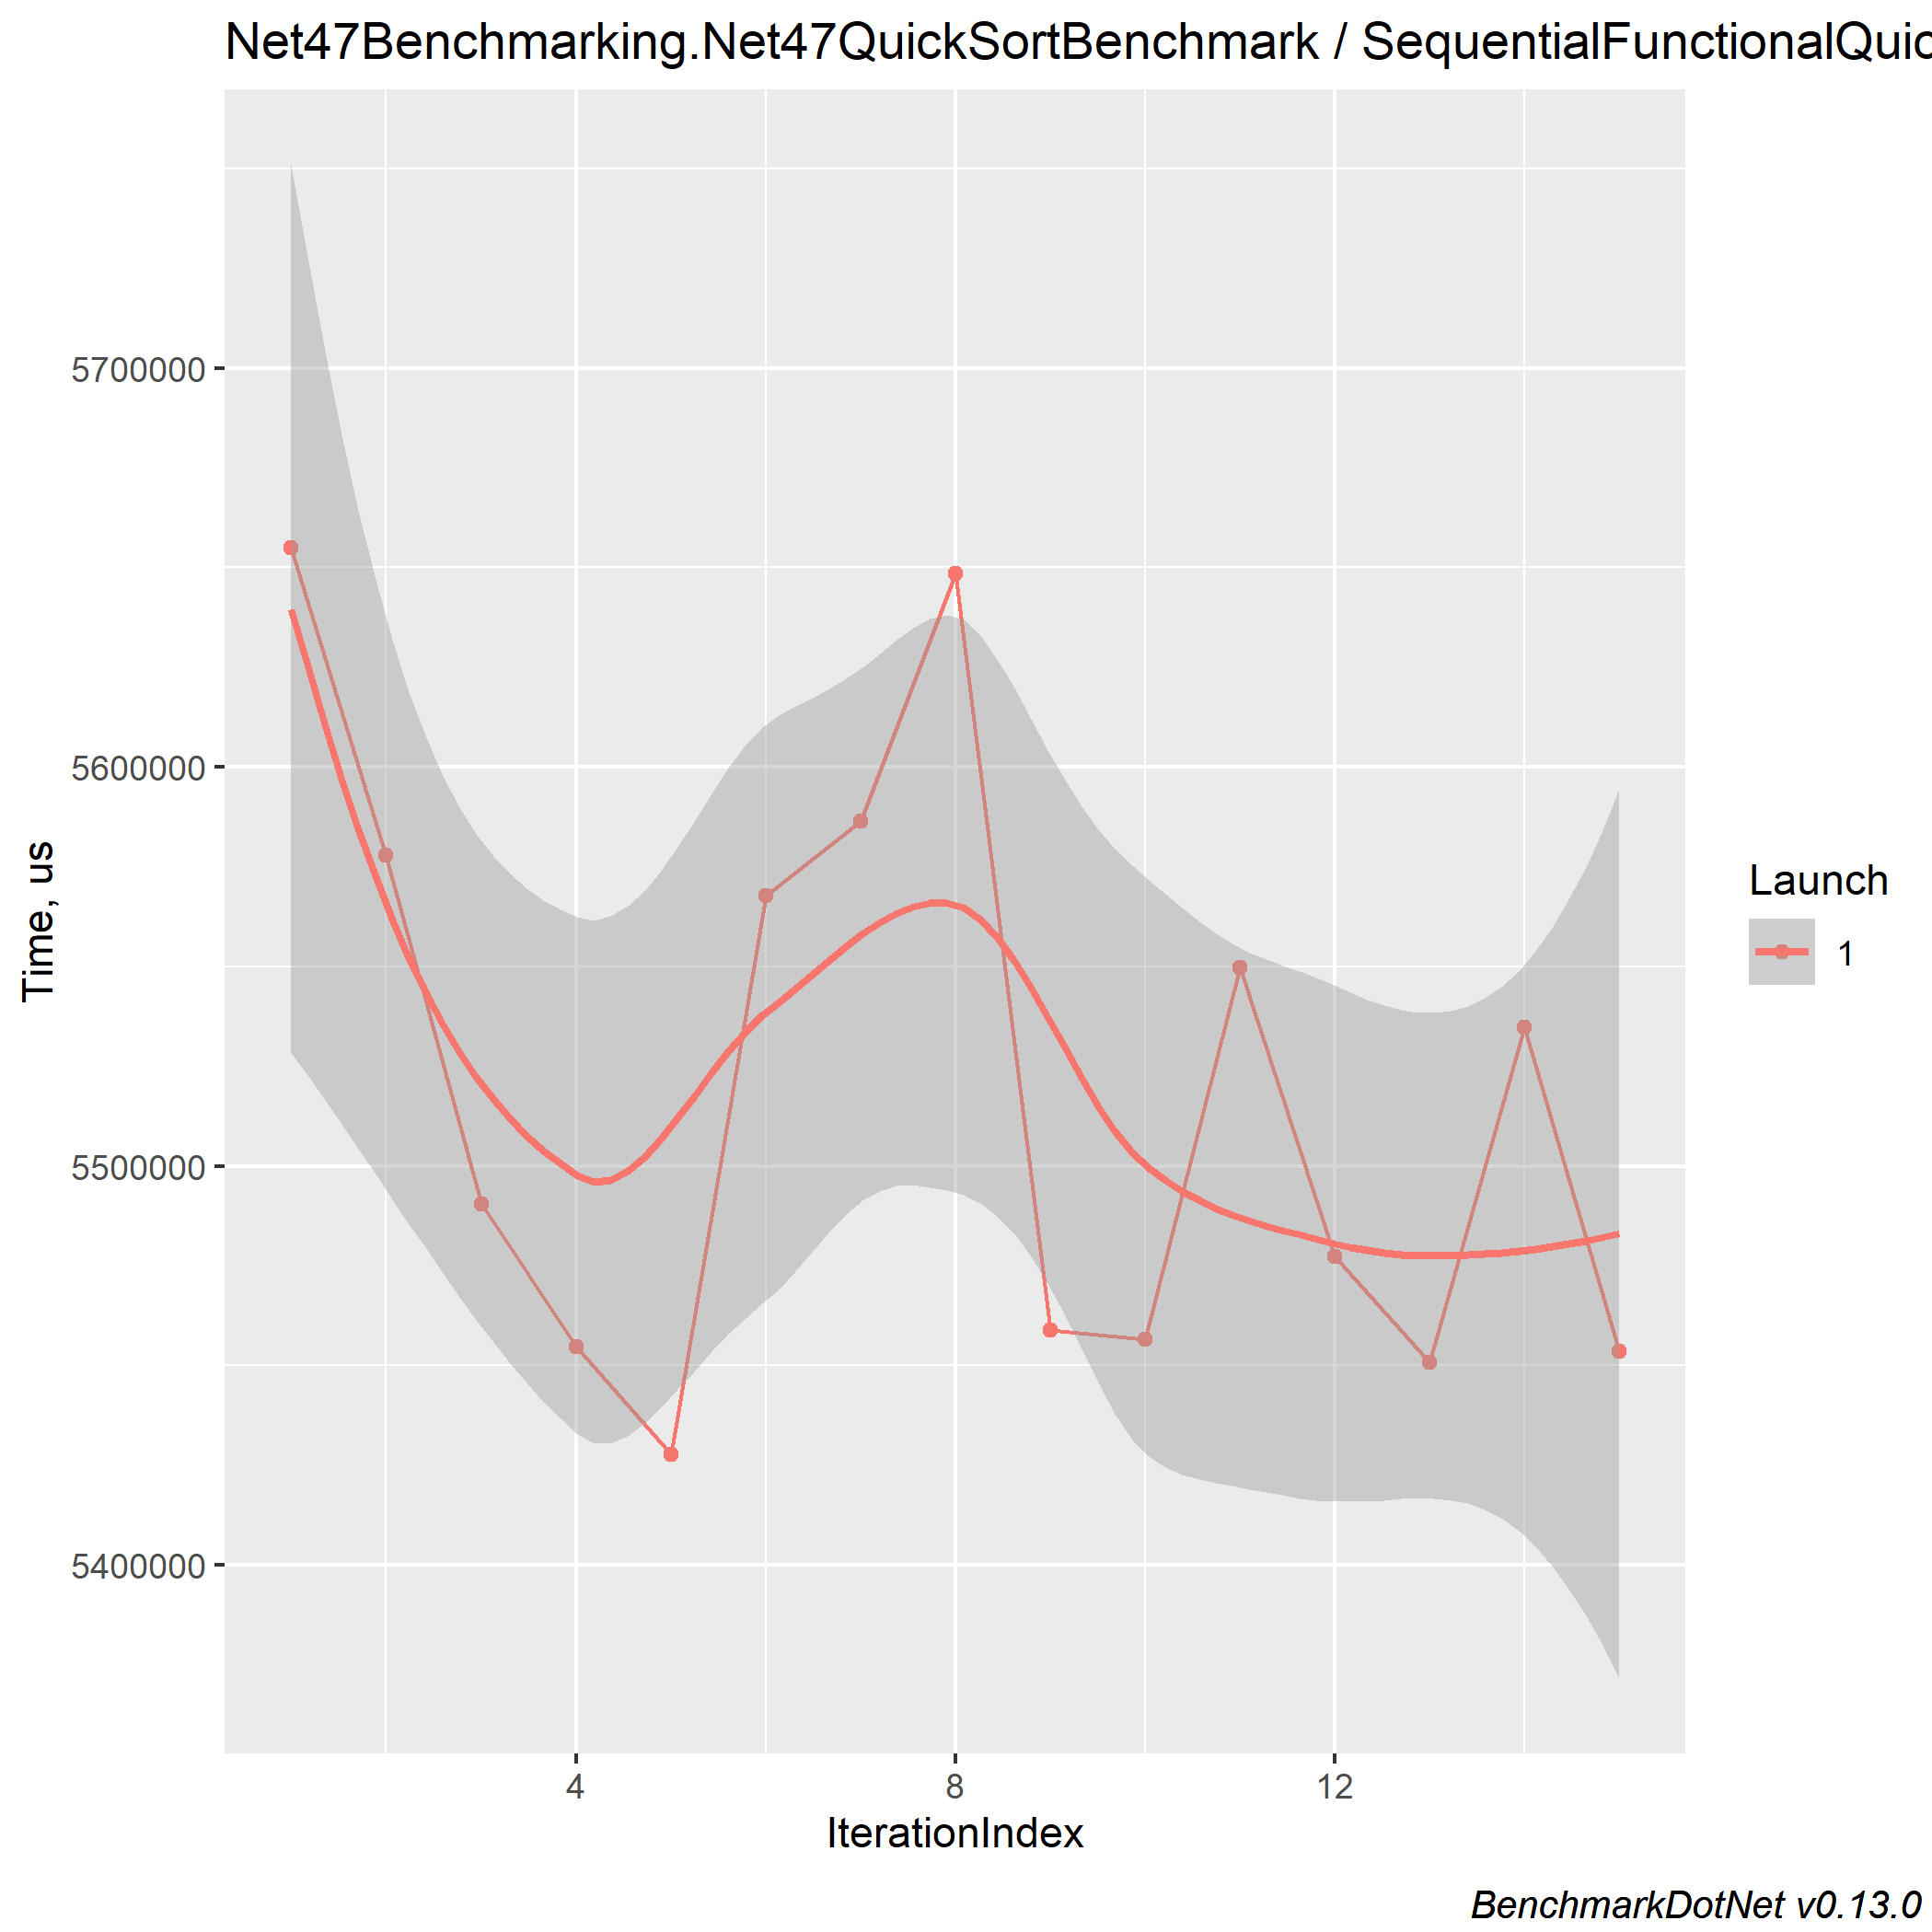 Net47Benchmarking.Net47QuickSortBenchmark / SequentialFunctionalQuic
5700000
5600000
5500000
5400000
Time, us
4
8
12
IterationIndex
Launch
1
BenchmarkDotNet v0.13.0